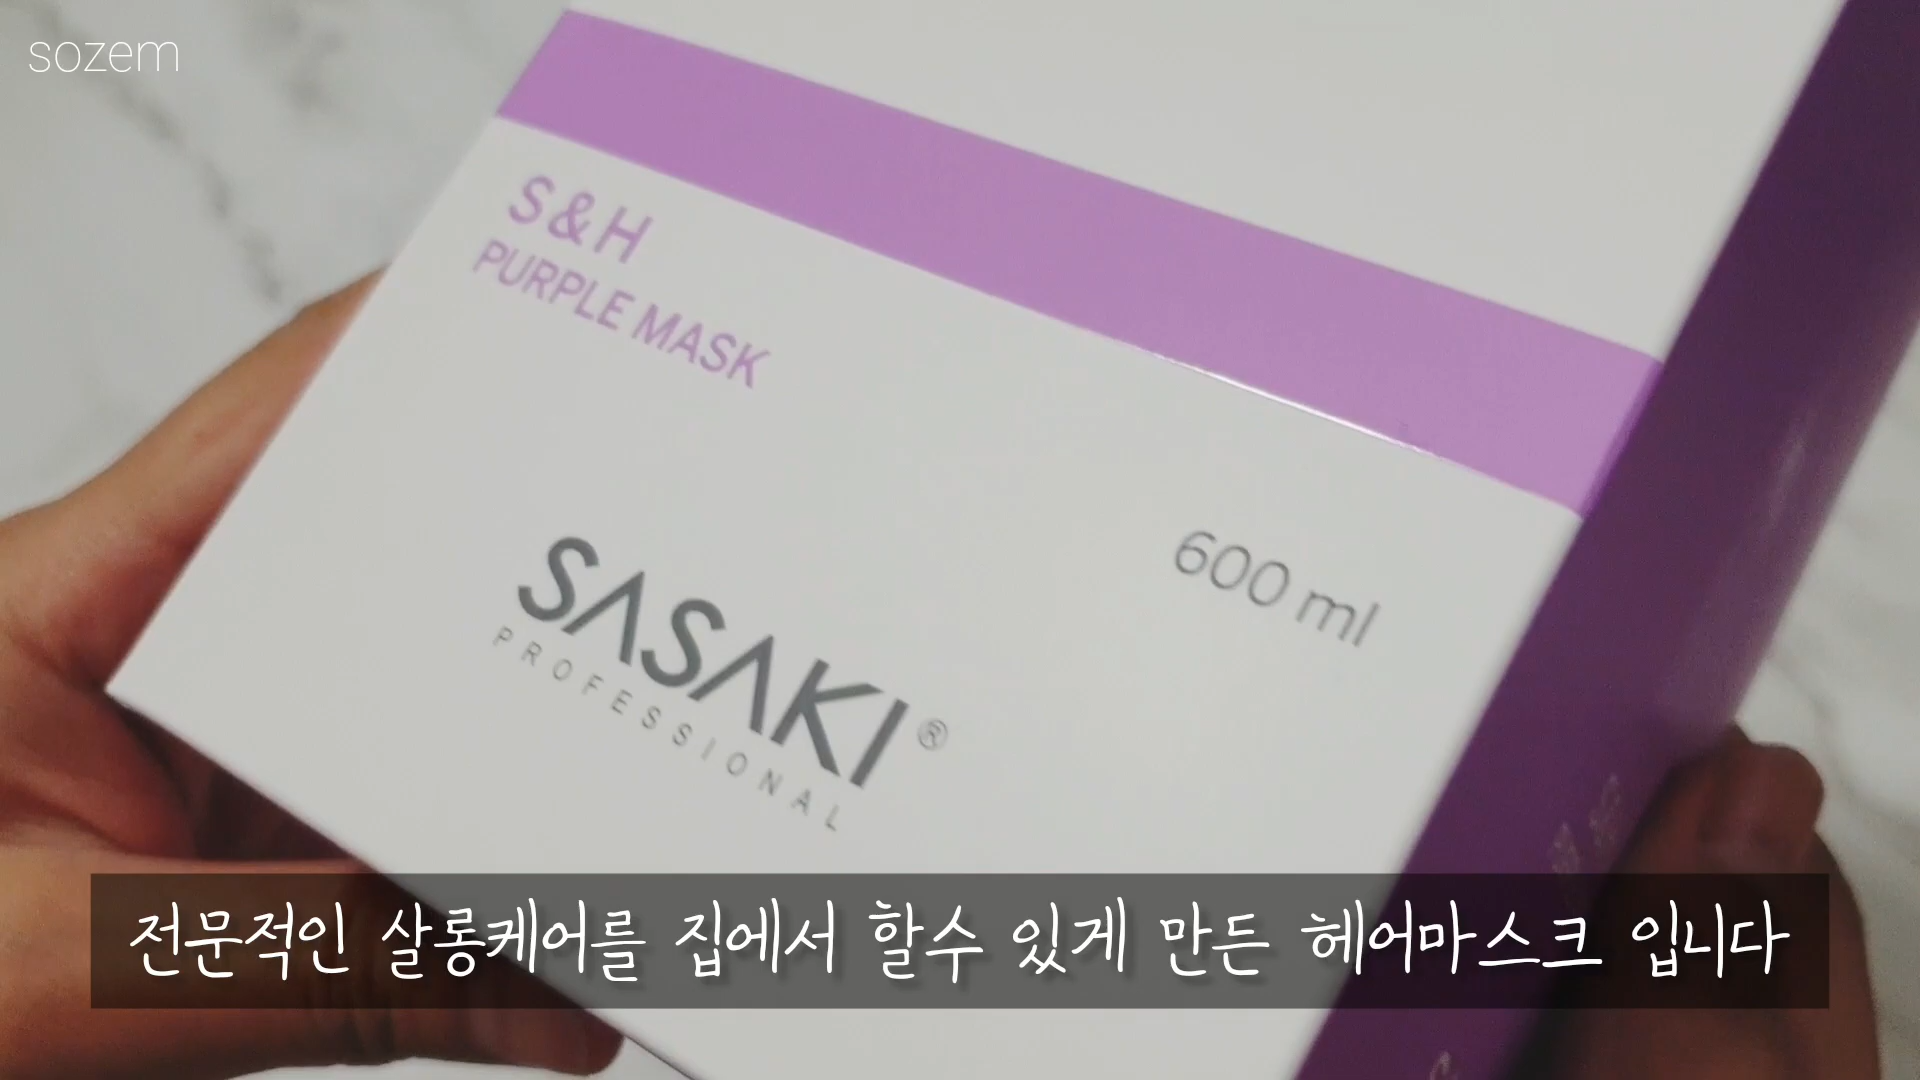 sozem
S&H
PURPLE MASK
600 ml
SASAKI®
PROFESSIONAL
전문적인 살롱케어를 집에서 할수 있게 만든 헤어마스크 입니다